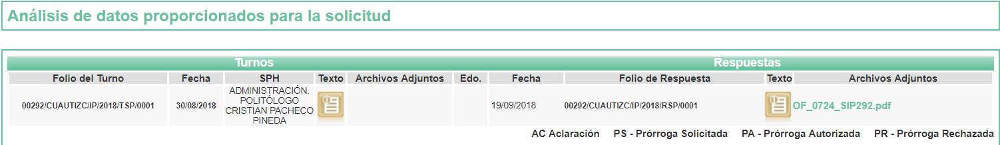 Análisis de datos proporcionados para la solicitud
Turnos Respuestas
Folio del Turno Fecha SPH Texto Archivos Adjuntos Edo. Fecha Folio de Respuesta Texto Archivos Adjuntos
00292/CUAUTIZC/IP/2018/TSP/0001 30/08/2018 ADMINISTRACIÓN.
POLITÓLOGO
CRISTIAN PACHECO
PINEDA
19/09/2018 00292/CUAUTIZC/IP/2018/RSP/0001 OF_0724_SIP292.pdf
AC Aclaración PS - Prórroga Solicitada PA - Prórroga Autorizada PR - Prórroga Rechazada